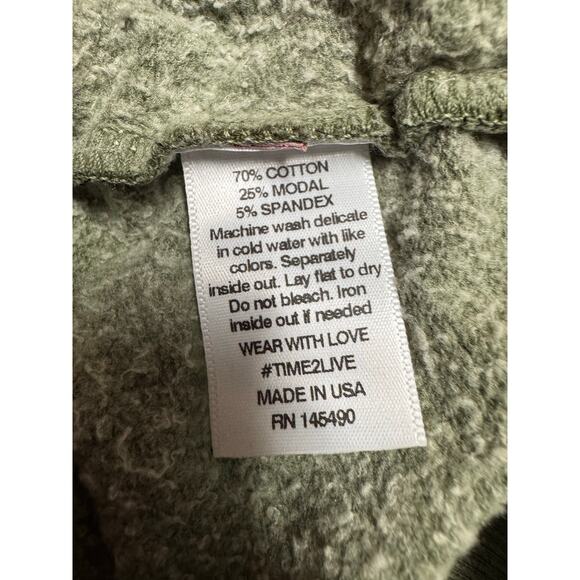 70% COTTON
25% MODAL
5% SPANDEX
Machine wash delicate
in cold water with like
colors. Separately
inside out. Lay flat to dry
Do not bleach. Iron
inside out if needed
WEAR WITH LOVE
#TIME2LIVE
MADE IN USA
RN 145490